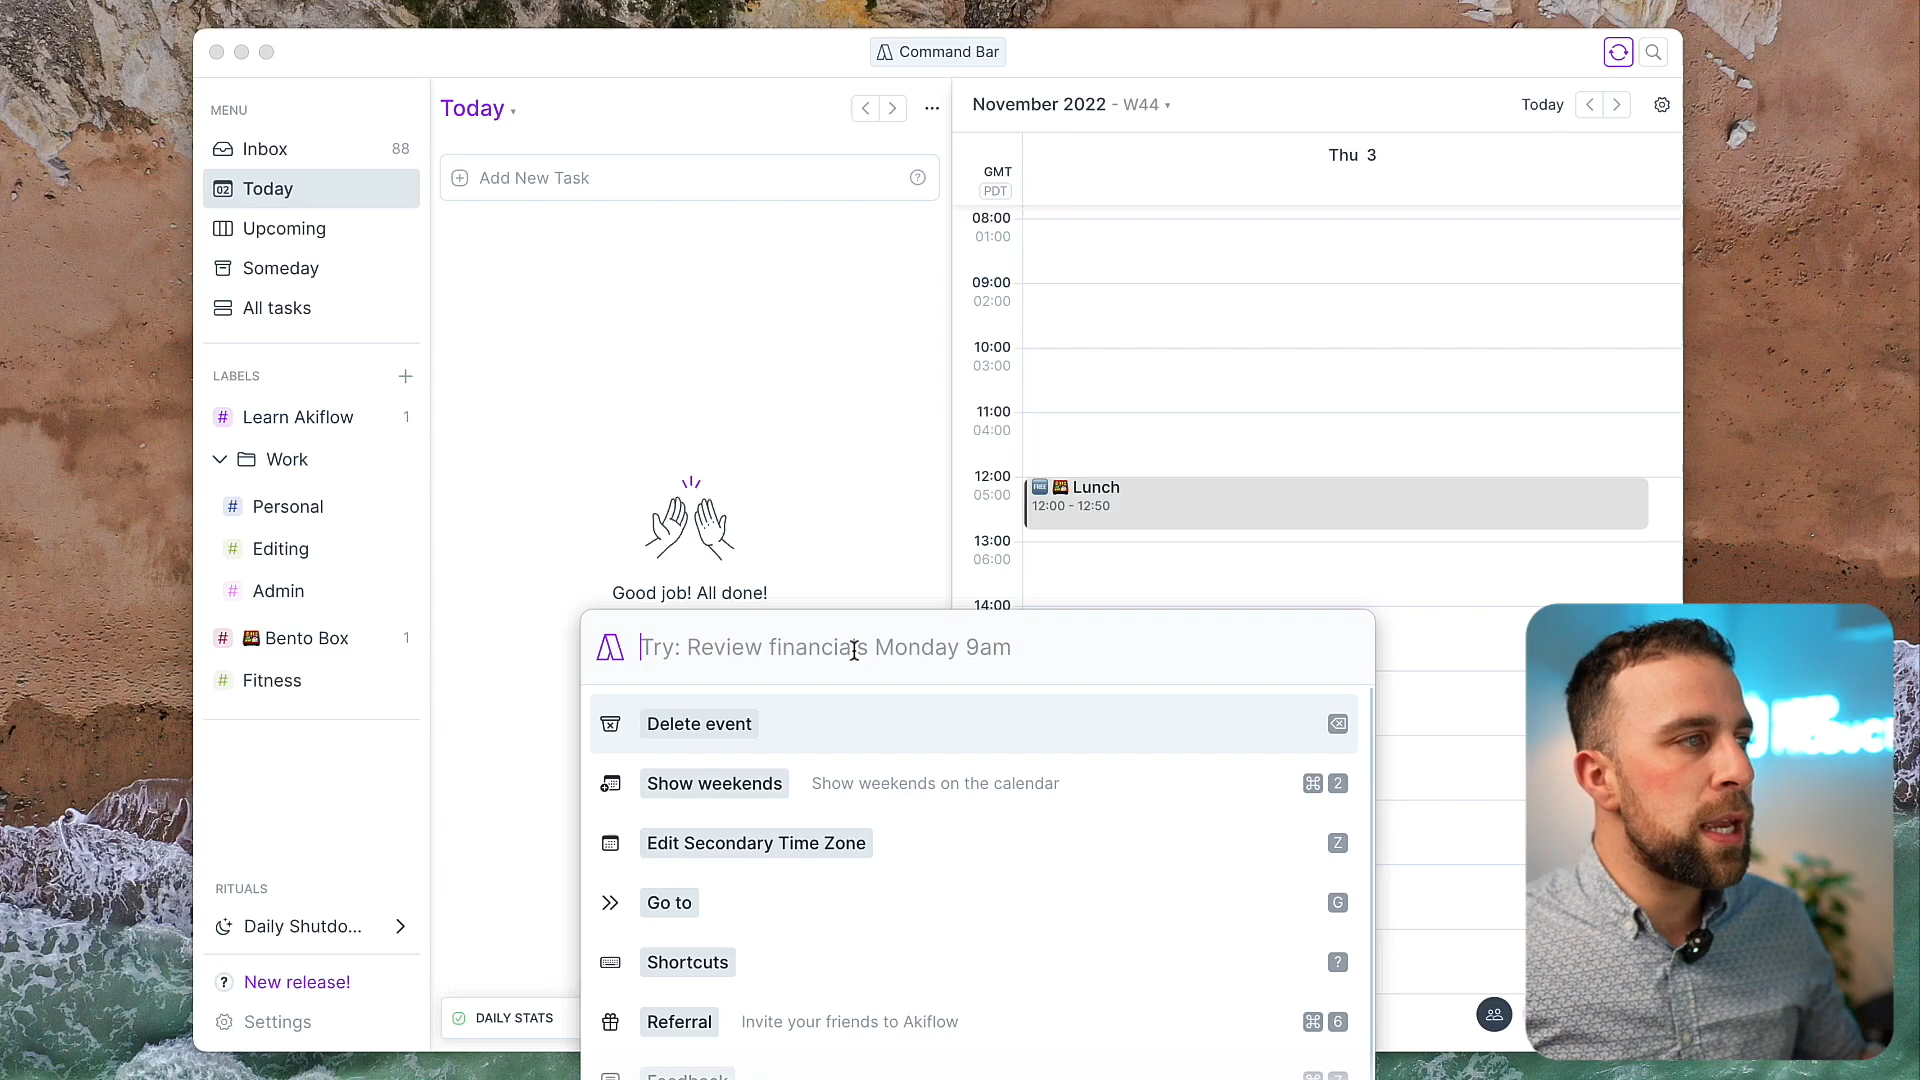 Command Bar
MENU
Inbox 88
02 Today
Upcoming
Someday
All tasks
LABELS
# Learn Akiflow 1
Work
# Personal
# Editing
# Admin
# Bento Box 1
# Fitness
RITUALS
Daily Shutdo...
? New release!
Settings
Today
Add New Task
Good job! All done!
DAILY STATS
November 2022 - W44
Today
Thu 3
GMT
PDT
08:00
01:00
09:00
02:00
10:00
03:00
11:00
04:00
12:00
05:00
FREE Lunch
12:00 - 12:50
13:00
06:00
14:00
Try: Review financials Monday 9am
Delete event
Show weekends Show weekends on the calendar ⌘ 2
Edit Secondary Time Zone Z
Go to G
Shortcuts ?
Referral Invite your friends to Akiflow ⌘ 6
Feedback ⌘ 7